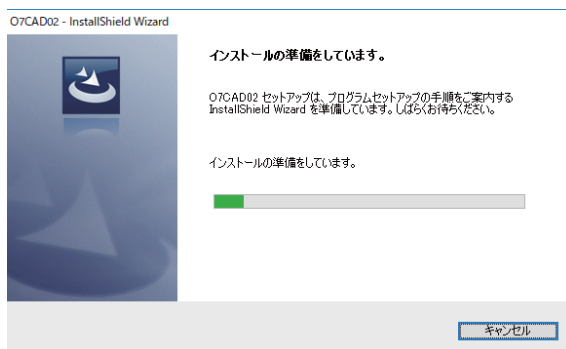 O7CAD02 - InstallShield Wizard
インストールの準備をしています。
O7CAD02 セットアップは、プログラムセットアップの手順をご案内する
InstallShield Wizard を準備しています。しばらくお待ちください。
インストールの準備をしています。
キャンセル